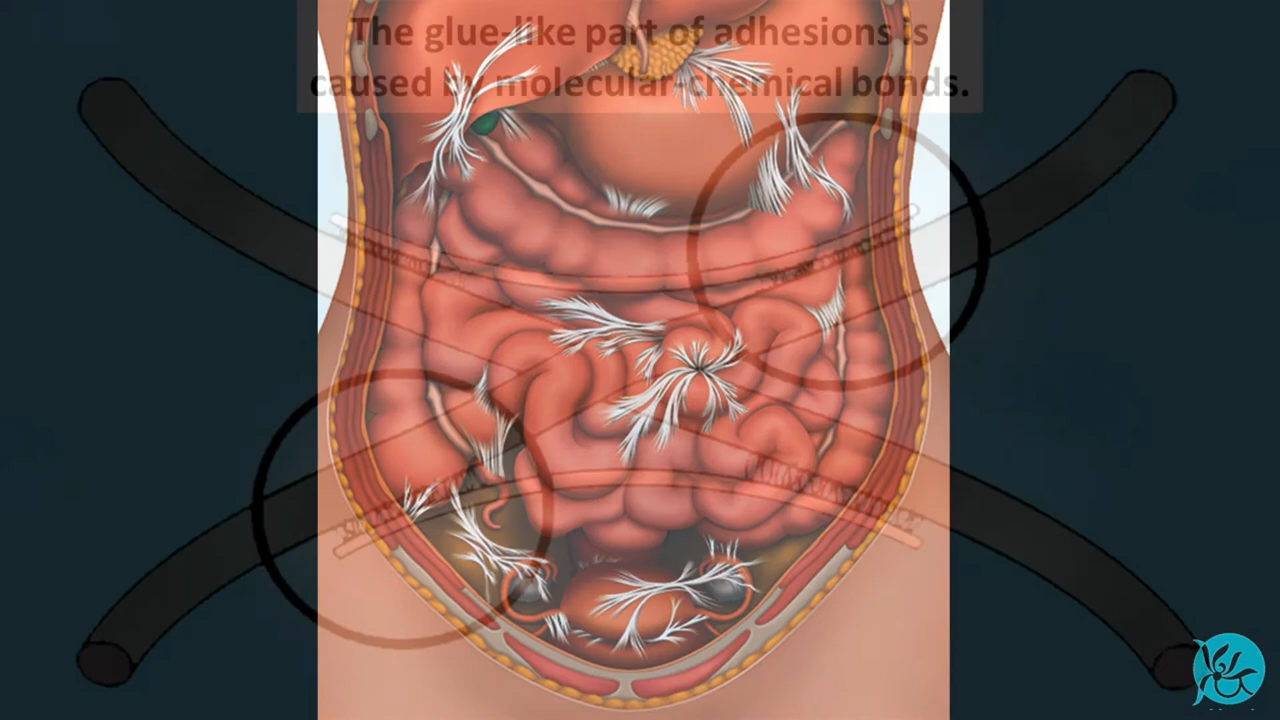 The glue-like part of adhesions is
caused by molecular-chemical bonds.